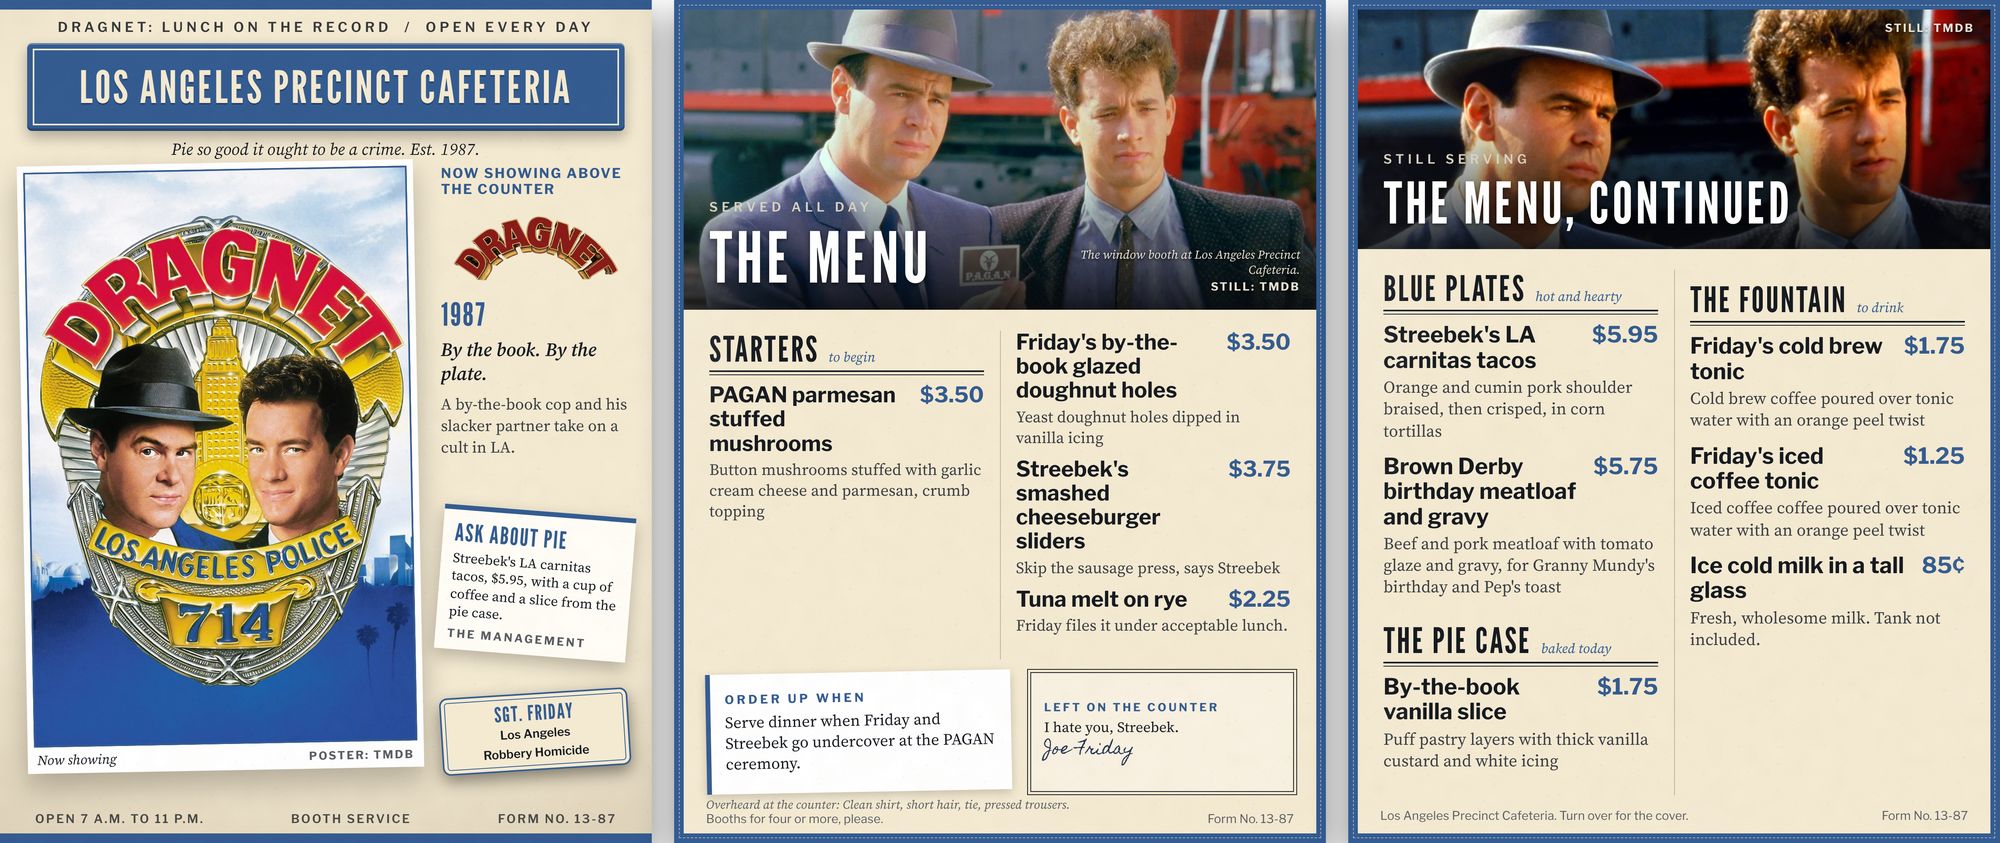 DRAGNET: LUNCH ON THE RECORD / OPEN EVERY DAY
LOS ANGELES PRECINCT CAFETERIA
Pie so good it ought to be a crime. Est. 1987.
DRAGNET
LOS ANGELES POLICE
714
Now showing
POSTER: TMDB
NOW SHOWING ABOVE
THE COUNTER
DRAGNET
1987
By the book. By the
plate.
A by-the-book cop and his
slacker partner take on a
cult in LA.
ASK ABOUT PIE
Streebek's LA carnitas
tacos, $5.95, with a cup of
coffee and a slice from the
pie case.
THE MANAGEMENT
SGT. FRIDAY
Los Angeles
Robbery Homicide
OPEN 7 A.M. TO 11 P.M.
BOOTH SERVICE
FORM NO. 13-87
SERVED ALL DAY
THE MENU
P.A.G.A.N
The window booth at Los Angeles Precinct
Cafeteria.
STILL: TMDB
STARTERS to begin
PAGAN parmesan $3.50
stuffed
mushrooms
Button mushrooms stuffed with garlic
cream cheese and parmesan, crumb
topping
Friday's by-the- $3.50
book glazed
doughnut holes
Yeast doughnut holes dipped in
vanilla icing
Streebek's $3.75
smashed
cheeseburger
sliders
Skip the sausage press, says Streebek
Tuna melt on rye $2.25
Friday files it under acceptable lunch.
ORDER UP WHEN
Serve dinner when Friday and
Streebek go undercover at the PAGAN
ceremony.
LEFT ON THE COUNTER
I hate you, Streebek.
Joe Friday
Overheard at the counter: Clean shirt, short hair, tie, pressed trousers.
Booths for four or more, please.
Form No. 13-87
STILL: TMDB
STILL SERVING
THE MENU, CONTINUED
BLUE PLATES hot and hearty
Streebek's LA $5.95
carnitas tacos
Orange and cumin pork shoulder
braised, then crisped, in corn
tortillas
Brown Derby $5.75
birthday meatloaf
and gravy
Beef and pork meatloaf with tomato
glaze and gravy, for Granny Mundy's
birthday and Pep's toast
THE PIE CASE baked today
By-the-book $1.75
vanilla slice
Puff pastry layers with thick vanilla
custard and white icing
THE FOUNTAIN to drink
Friday's cold brew $1.75
tonic
Cold brew coffee poured over tonic
water with an orange peel twist
Friday's iced $1.25
coffee tonic
Iced coffee coffee poured over tonic
water with an orange peel twist
Ice cold milk in a tall 85¢
glass
Fresh, wholesome milk. Tank not
included.
Los Angeles Precinct Cafeteria. Turn over for the cover.
Form No. 13-87